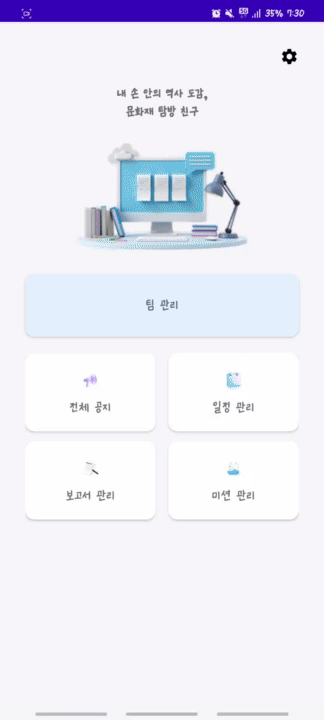 35% 7:30
내 손 안의 역사 도감,
문화재 탐방 친구
팀 관리
전체 공지
일정 관리
보고서 관리
미션 관리